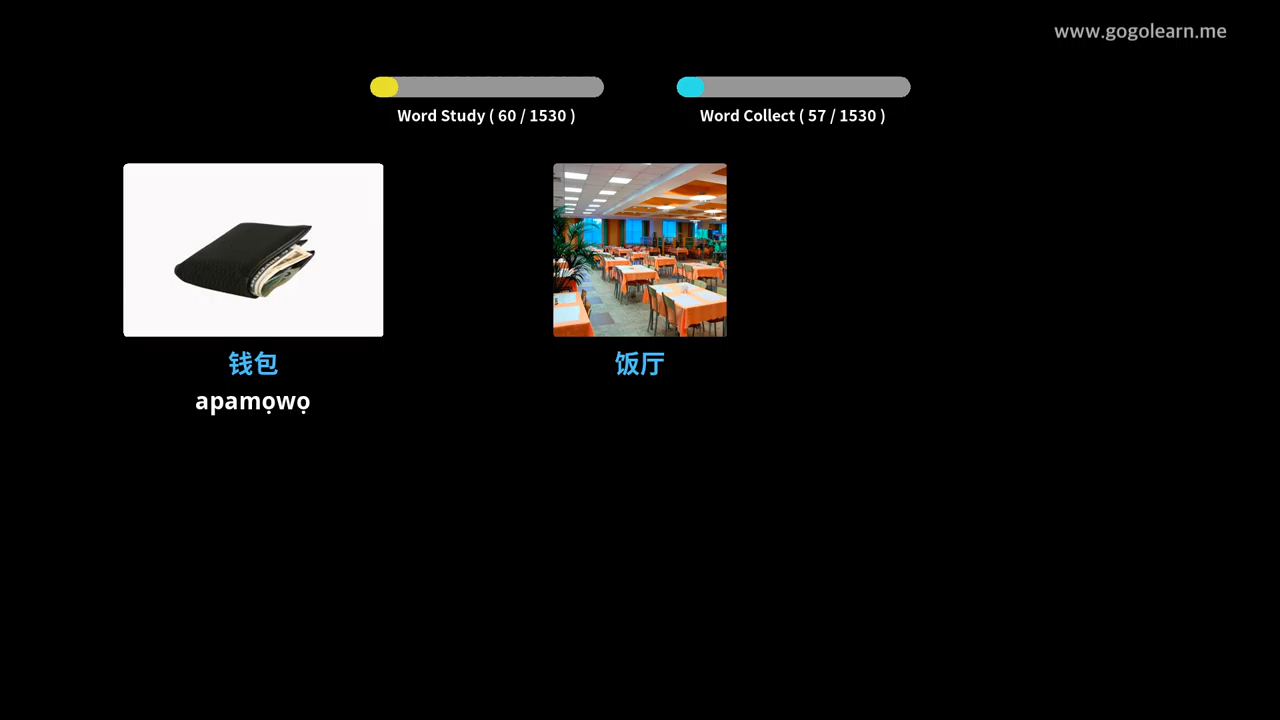 www.gogolearn.me
Word Study ( 60 / 1530 )
Word Collect ( 57 / 1530 )
钱包
apamọwọ
饭厅